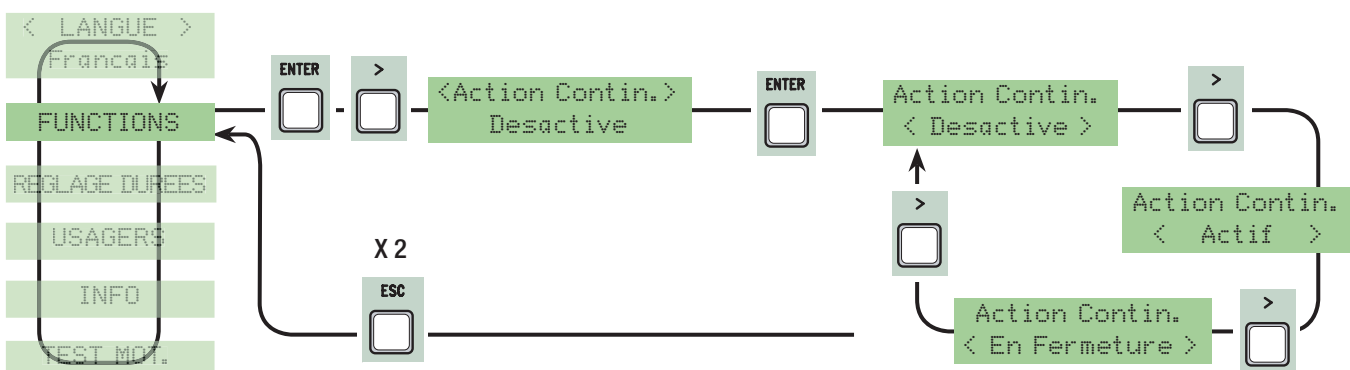 < LANGUE >
Francais
FUNCTIONS
REGLAGE DUREES
USAGERS
INFO
TEST MOT.
ENTER
>
<Action Contin.>
Desactive
ENTER
Action Contin.
< Desactive >
>
Action Contin.
< Actif >
>
Action Contin.
< En Fermeture >
>
X 2
ESC